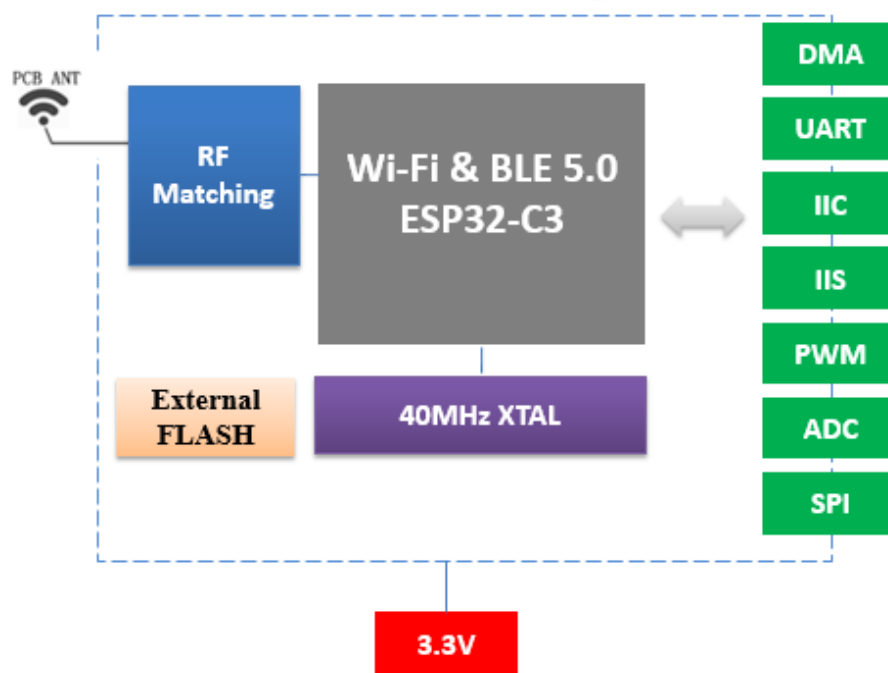 PCB ANT
RF
Matching
Wi-Fi & BLE 5.0
ESP32-C3
External
FLASH
40MHz XTAL
DMA
UART
IIC
IIS
PWM
ADC
SPI
3.3V